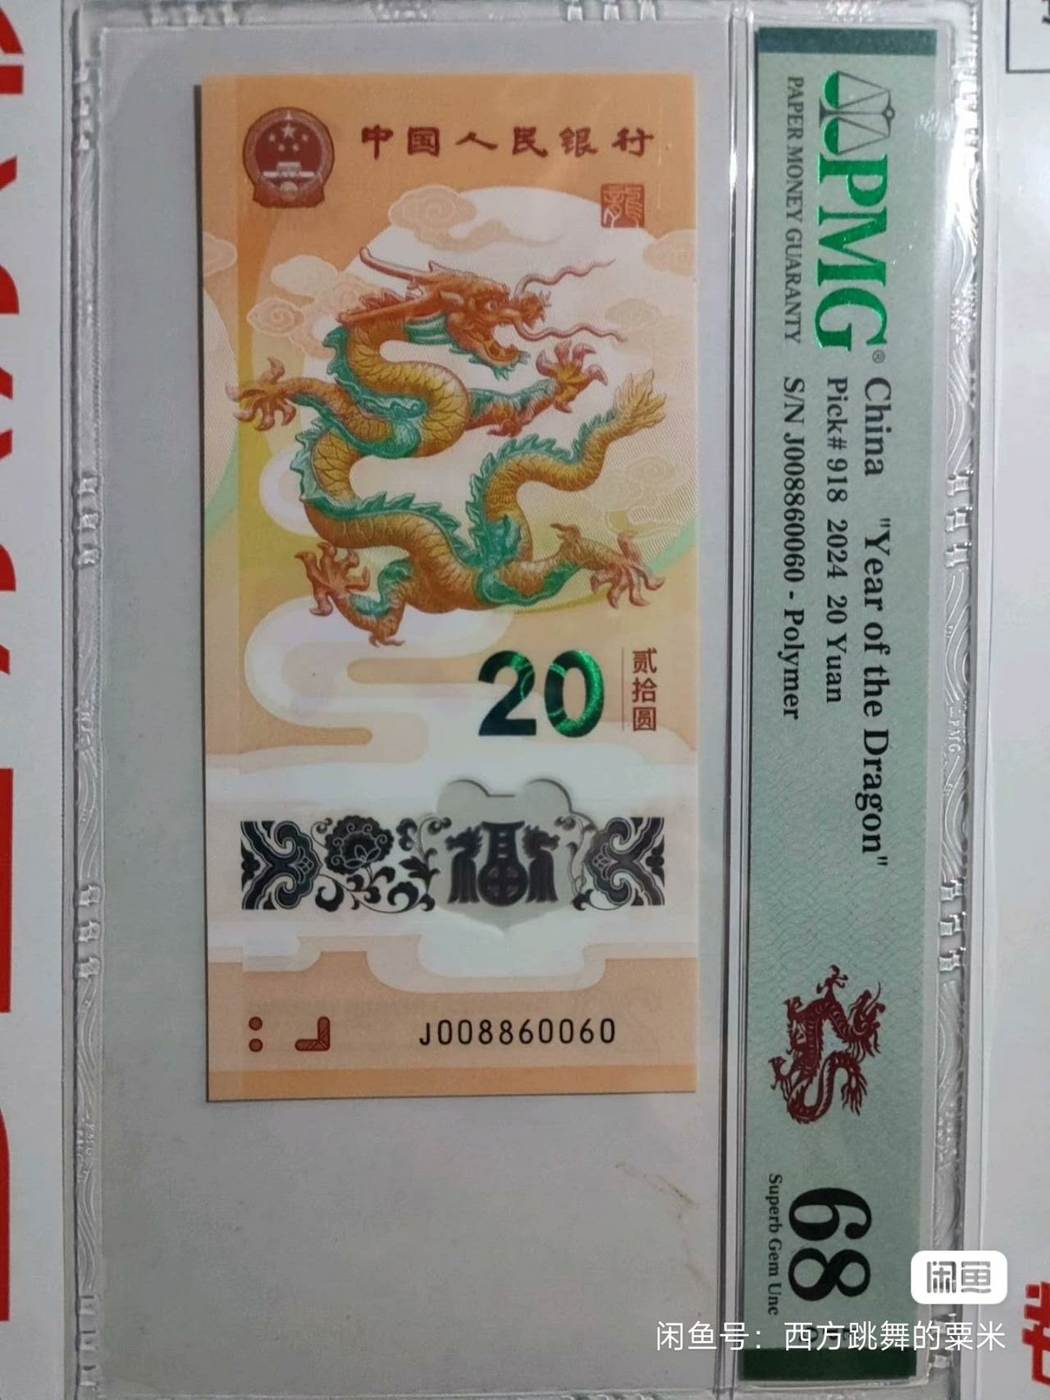 中国人民银行
龍
20
贰拾圆
福
J008860060
PMG®
PAPER MONEY GUARANTY
China "Year of the Dragon"
Pick# 918 2024 20 Yuan
S/N J008860060 - Polymer
68
Superb Gem Unc
闲鱼
闲鱼号：西方跳舞的粟米